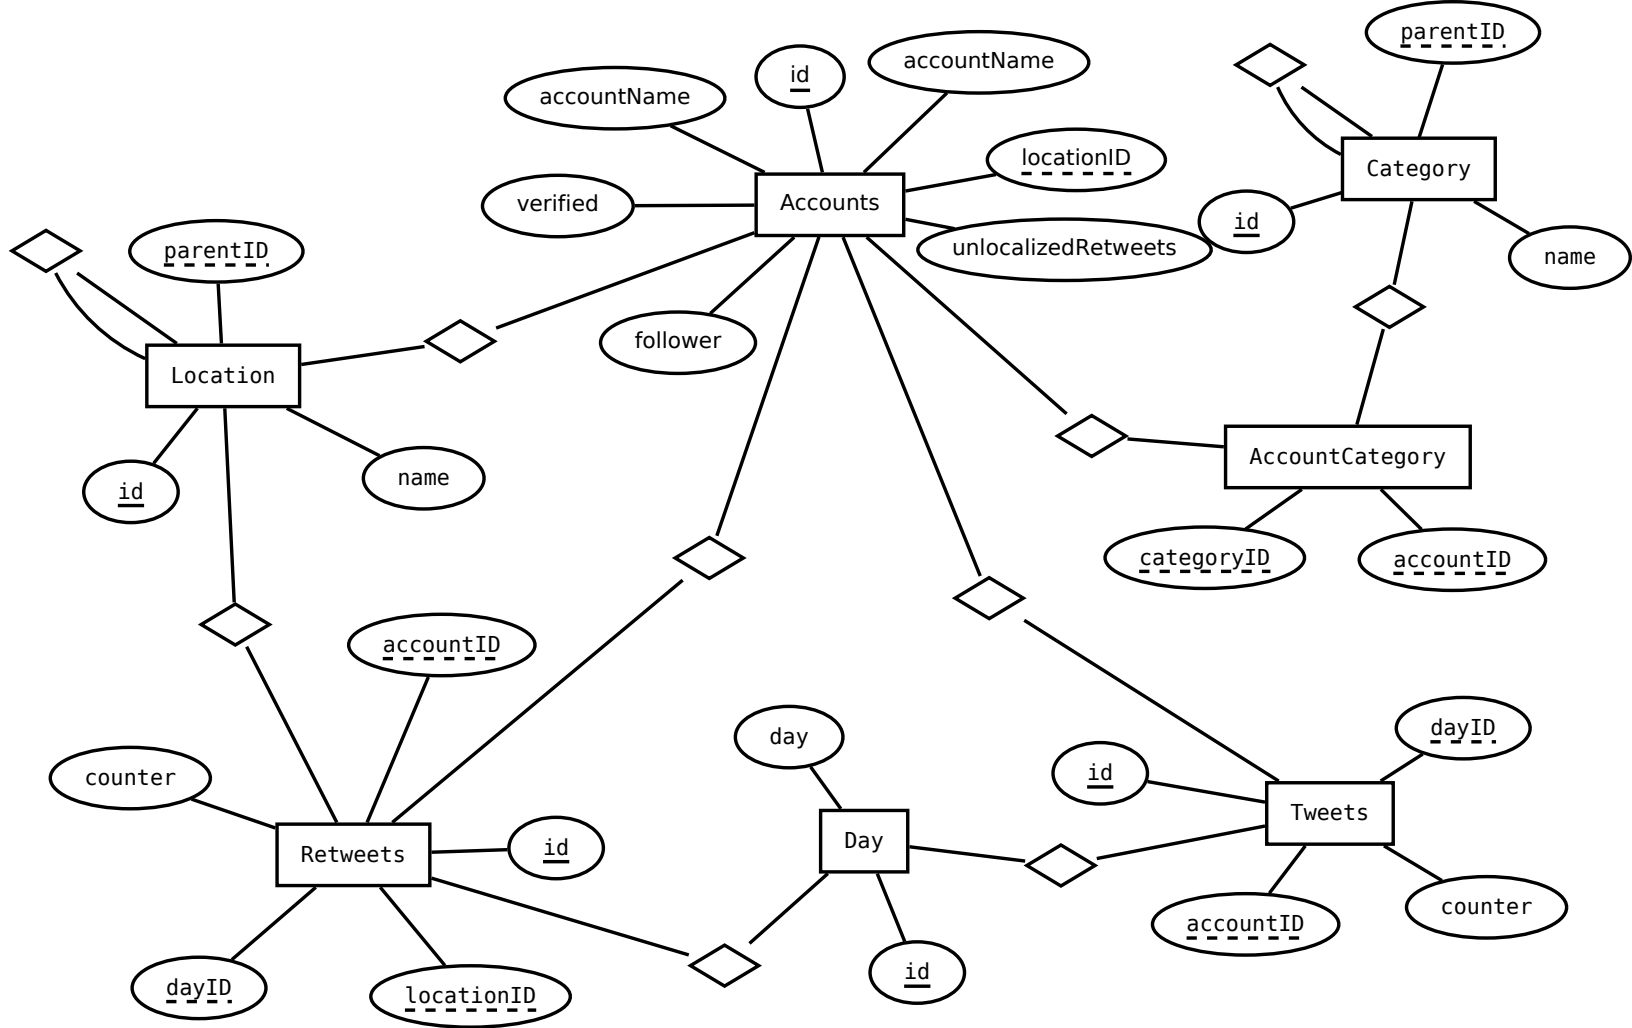 parentID
accountName
id
accountName
locationID
Category
verified
Accounts
id
parentID
unlocalizedRetweets
name
follower
Location
AccountCategory
id
name
categoryID
accountID
accountID
dayID
day
counter
id
Tweets
Retweets
id
Day
accountID
counter
dayID
locationID
id